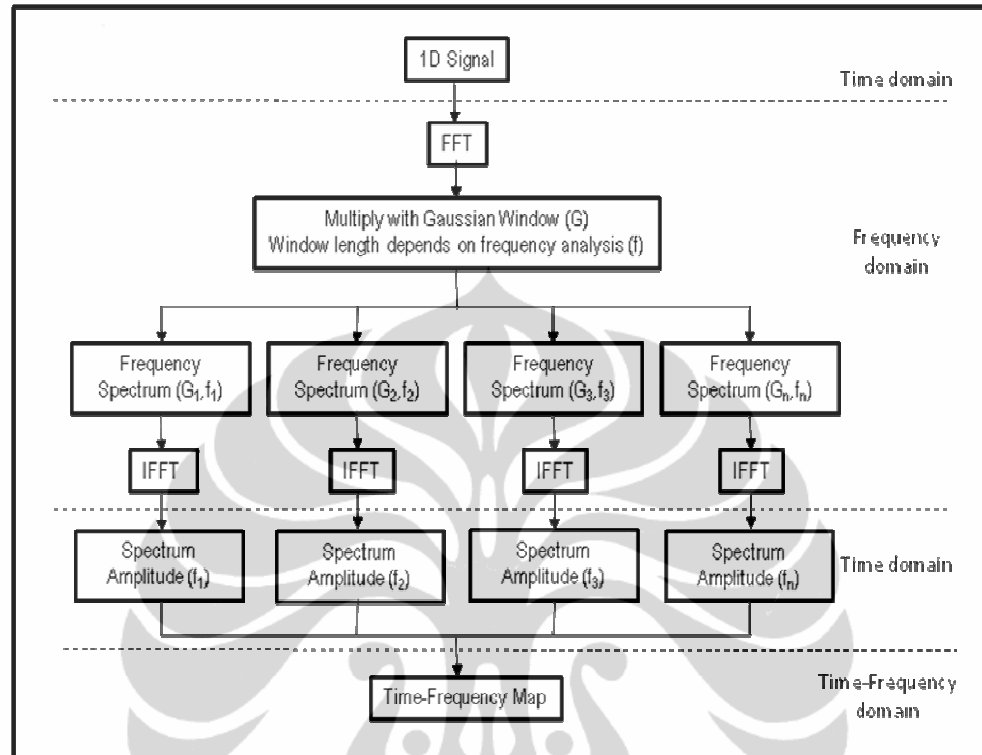 1D Signal
Time domain
FFT
Multiply with Gaussian Window (G)
Window length depends on frequency analysis (f)
Frequency
domain
Frequency
Spectrum (G₁,f₁)
Frequency
Spectrum (G₂,f₂)
Frequency
Spectrum (G₃,f₃)
Frequency
Spectrum (Gₙ,fₙ)
IFFT
IFFT
IFFT
IFFT
Spectrum
Amplitude (f₁)
Spectrum
Amplitude (f₂)
Spectrum
Amplitude (f₃)
Spectrum
Amplitude (fₙ)
Time domain
Time-Frequency Map
Time-Frequency
domain